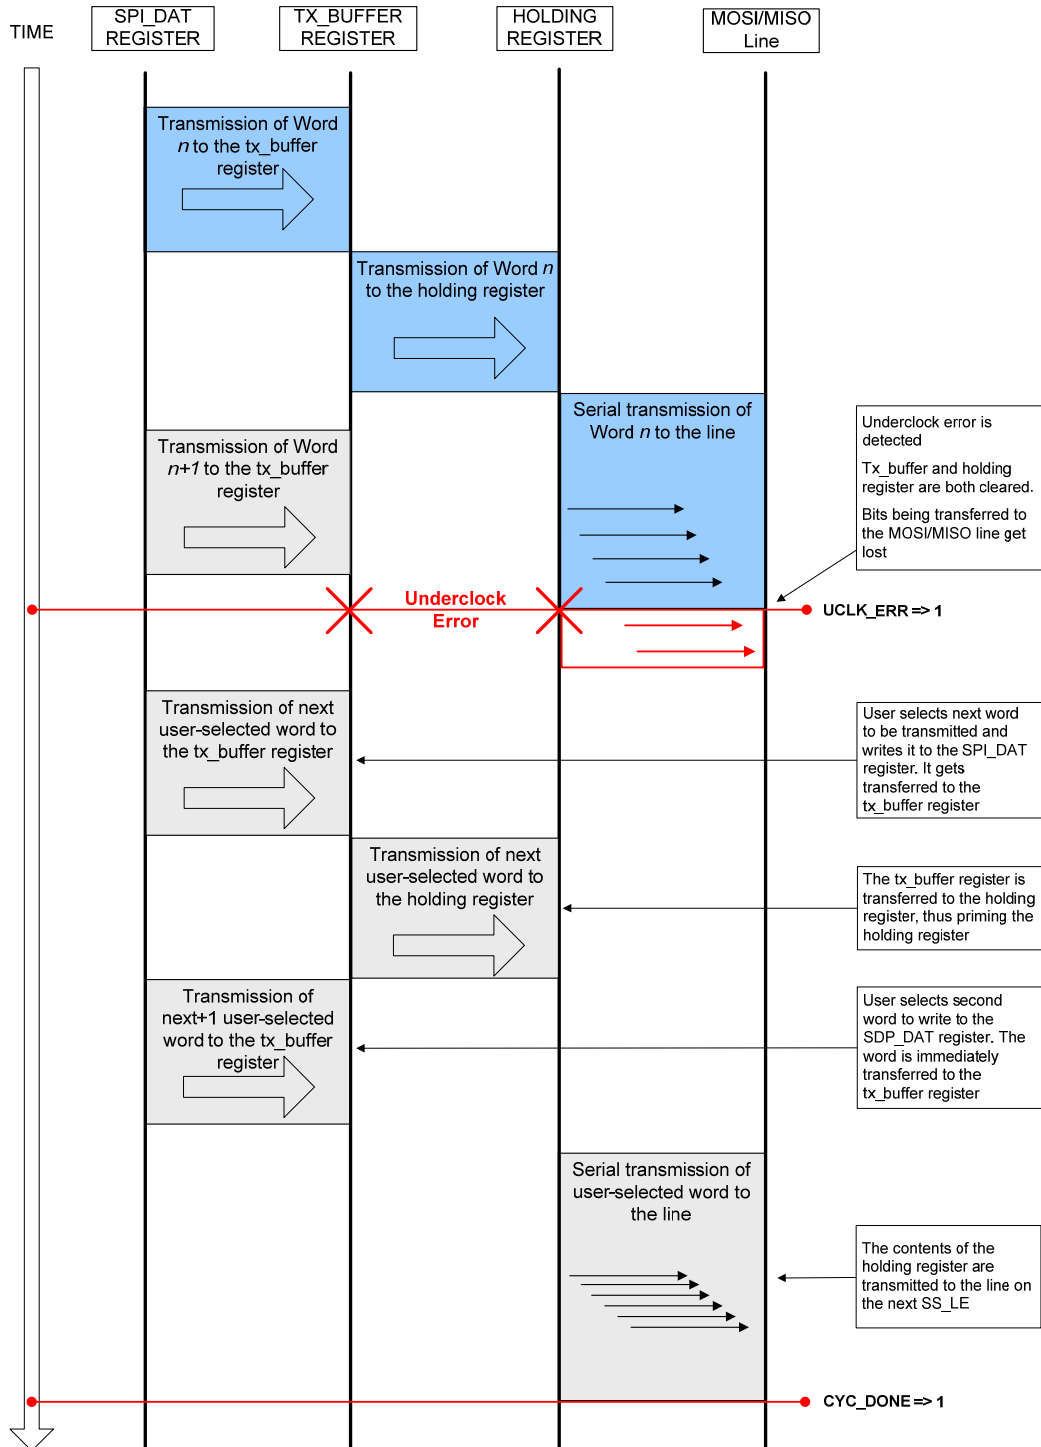 TIME
SPI_DAT
REGISTER
TX_BUFFER
REGISTER
HOLDING
REGISTER
MOSI/MISO
Line
Transmission of Word
n to the tx_buffer
register
Transmission of Word n
to the holding register
Serial transmission of
Word n to the line
Transmission of Word
n+1 to the tx_buffer
register
Underclock error is
detected
Tx_buffer and holding
register are both cleared.
Bits being transferred to
the MOSI/MISO line get
lost
Underclock
Error
UCLK_ERR => 1
Transmission of next
user-selected word to
the tx_buffer register
User selects next word
to be transmitted and
writes it to the SPI_DAT
register. It gets
transferred to the
tx_buffer register
Transmission of next
user-selected word to
the holding register
The tx_buffer register is
transferred to the holding
register, thus priming the
holding register
Transmission of
next+1 user-selected
word to the tx_buffer
register
User selects second
word to write to the
SDP_DAT register. The
word is immediately
transferred to the
tx_buffer register
Serial transmission of
user-selected word to
the line
The contents of the
holding register are
transmitted to the line on
the next SS_LE
CYC_DONE => 1